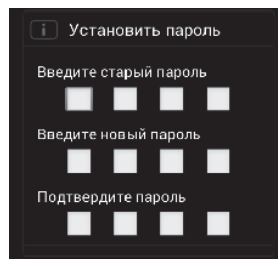 i Установить пароль
Введите старый пароль
Введите новый пароль
Подтвердите пароль